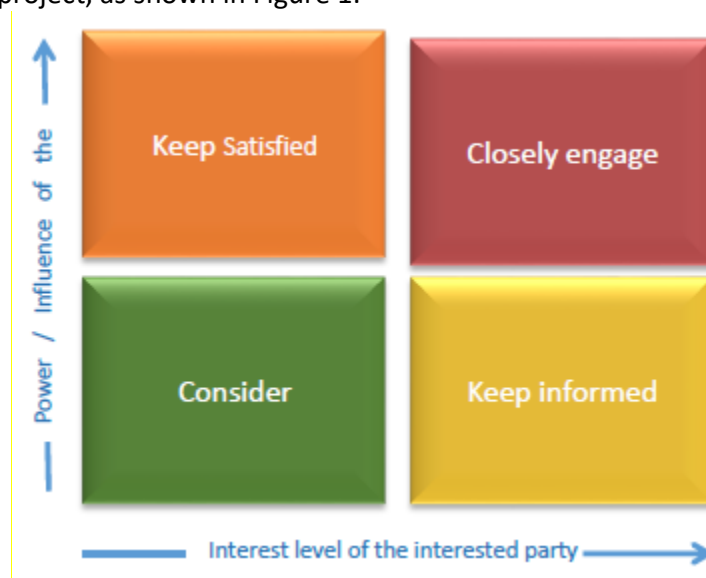 project, as shown in Figure 1.
Keep Satisfied
Closely engage
Power / Influence of the
Consider
Keep informed
Interest level of the interested party